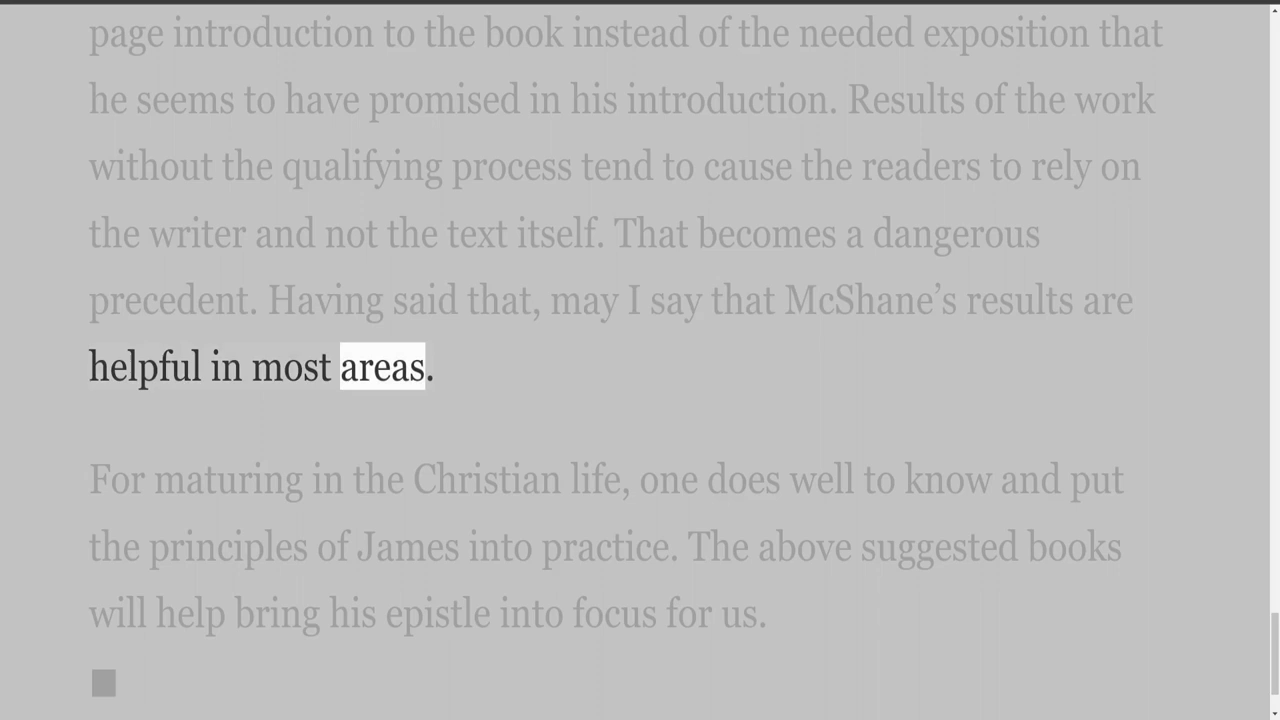 page introduction to the book instead of the needed exposition that
he seems to have promised in his introduction. Results of the work
without the qualifying process tend to cause the readers to rely on
the writer and not the text itself. That becomes a dangerous
precedent. Having said that, may I say that McShane’s results are
helpful in most areas.
For maturing in the Christian life, one does well to know and put
the principles of James into practice. The above suggested books
will help bring his epistle into focus for us.